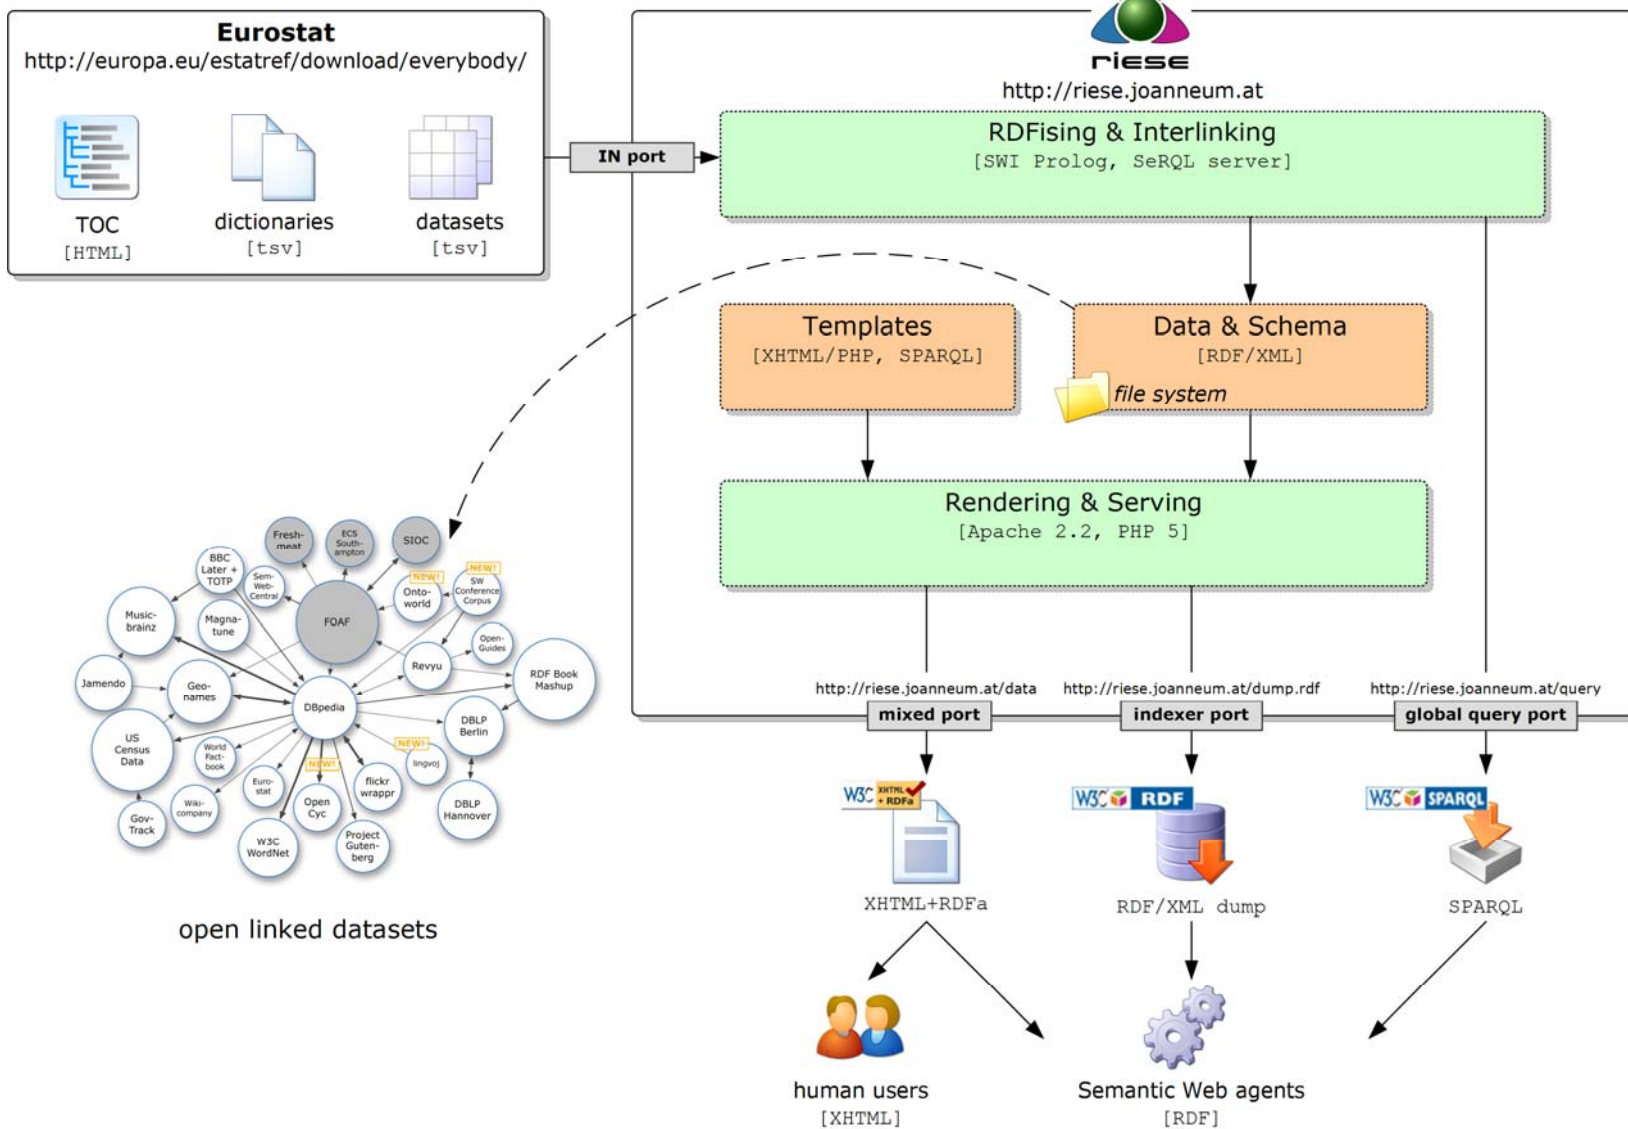 Eurostat
http://europa.eu/estatref/download/everybody/
TOC
[HTML]
dictionaries
[tsv]
datasets
[tsv]
IN port
riese
http://riese.joanneum.at
RDFising & Interlinking
[SWI Prolog, SeRQL server]
Templates
[XHTML/PHP, SPARQL]
Data & Schema
[RDF/XML]
file system
Rendering & Serving
[Apache 2.2, PHP 5]
http://riese.joanneum.at/data
http://riese.joanneum.at/dump.rdf
http://riese.joanneum.at/query
mixed port
indexer port
global query port
W3C XHTML + RDFa
W3C RDF
W3C SPARQL
XHTML+RDFa
RDF/XML dump
SPARQL
human users
[XHTML]
Semantic Web agents
[RDF]
Fresh-
meat
ECS
South-
ampton
SIOC
BBC
Later +
TOTP
Sem-
Web-
Central
NEW!
Onto-
world
NEW!
SW
Conference
Corpus
Music-
brainz
Magna-
tune
FOAF
Open-
Guides
Revyu
RDF Book
Mashup
Jamendo
Geo-
names
DBpedia
DBLP
Berlin
US
Census
Data
World
Fact-
book
NEW!
lingvoj
NEW!
Euro-
stat
Open
Cyc
flickr
wrappr
Wiki-
company
Gov-
Track
DBLP
Hannover
W3C
WordNet
Project
Guten-
berg
open linked datasets